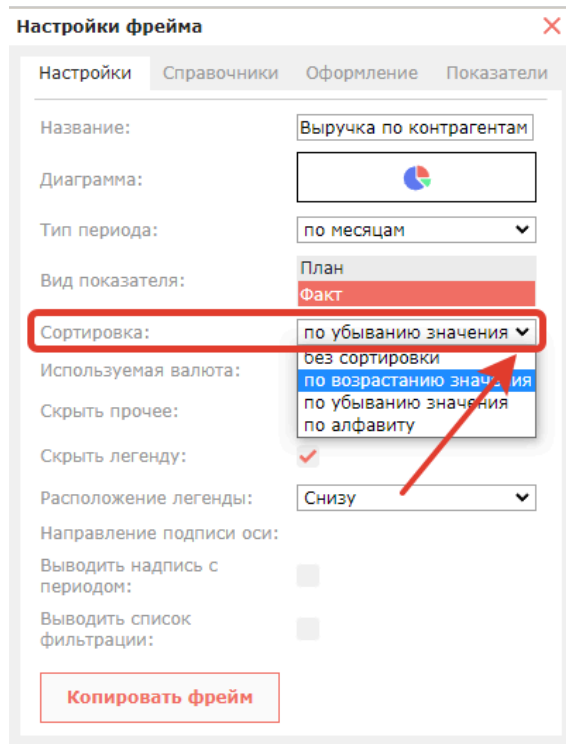 Настройки фрейма
Настройки Справочники Оформление Показатели
Название: Выручка по контрагентам
Диаграмма:
Тип периода: по месяцам
Вид показателя: План
Факт
Сортировка: по убыванию значения
без сортировки
Используемая валюта: по возрастанию значения
по убыванию значения
Скрыть прочее: по алфавиту
Скрыть легенду:
Расположение легенды: Снизу
Направление подписи оси:
Выводить надпись с
периодом:
Выводить список
фильтрации:
Копировать фрейм